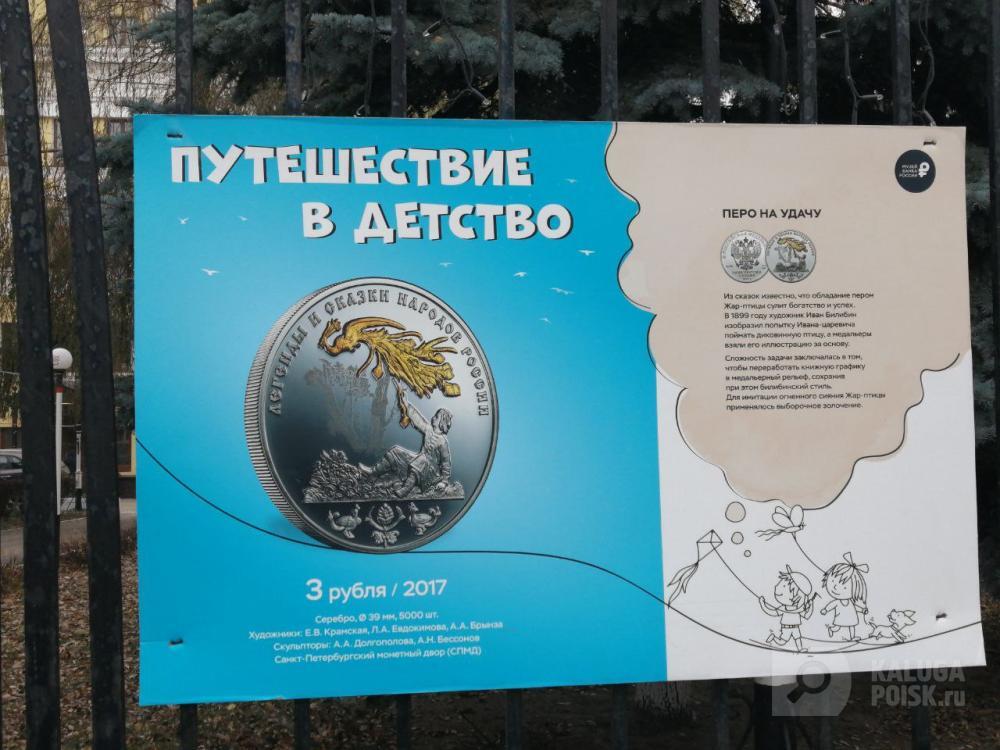 ПУТЕШЕСТВИЕ
В ДЕТСТВО
МУЗЕЙ
БАНКА
РОССИИ
ПЕРО НА УДАЧУ
Из сказок известно, что обладание пером
Жар-птицы сулит богатство и успех.
В 1899 году художник Иван Билибин
изобразил попытку Ивана-царевича
поймать диковинную птицу, а медальеры
взяли его иллюстрацию за основу.
Сложность задачи заключалась в том,
чтобы переработать книжную графику
в медальерный рельеф, сохранив
при этом билибинский стиль.
Для имитации огненного сияния Жар-птицы
применялось выборочное золочение.
ЛЕГЕНДЫ И СКАЗКИ НАРОДОВ РОССИИ
3 рубля / 2017
Серебро, Ø 39 мм, 5000 шт.
Художники: Е.В. Крамская, Л.А. Евдокимова, А.А. Брынза
Скульпторы: А.А. Долгополова, А.Н. Бессонов
Санкт-Петербургский монетный двор (СПМД)
KALUGA
POISK.ru